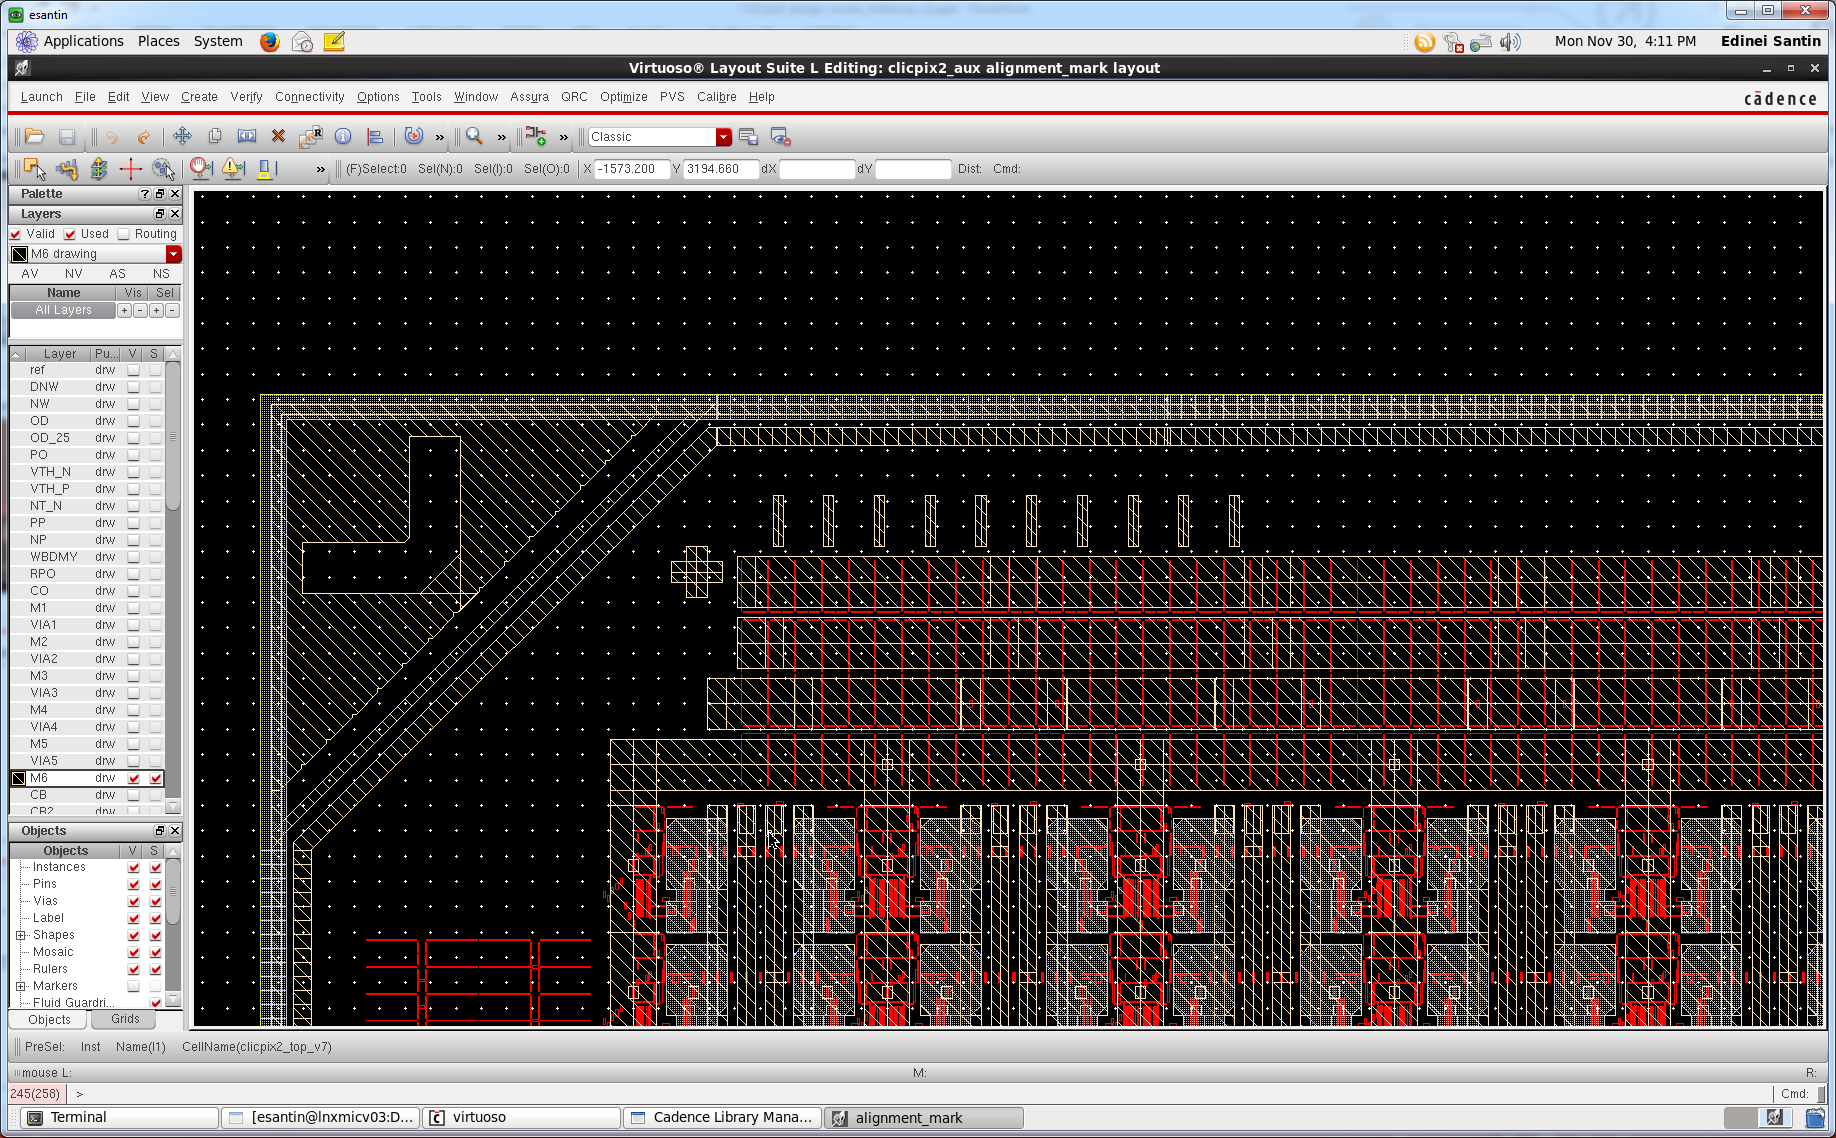 esantin
Applications Places System Mon Nov 30, 4:11 PM Edinei Santin
Virtuoso® Layout Suite L Editing: clicpix2_aux alignment_mark layout
Launch File Edit View Create Verify Connectivity Options Tools Window Assura QRC Optimize PVS Calibre Help cādence
» » » Classic
» (F)Select:0 Sel(N):0 Sel(I):0 Sel(O):0 X -1573.200 Y 3194.660 dX dY Dist: Cmd:
Palette
Layers
Valid Used Routing
M6 drawing
AV NV AS NS
Name Vis Sel
All Layers + - + -
Layer Pu... V S
ref drw
DNW drw
NW drw
OD drw
OD_25 drw
PO drw
VTH_N drw
VTH_P drw
NT_N drw
PP drw
NP drw
WBDMY drw
RPO drw
CO drw
M1 drw
VIA1 drw
M2 drw
VIA2 drw
M3 drw
VIA3 drw
M4 drw
VIA4 drw
M5 drw
VIA5 drw
M6 drw
CB drw
CB2 drw
Objects
Objects V S
Instances
Pins
Vias
Label
Shapes
Mosaic
Rulers
Markers
Fluid Guardri...
Objects Grids
PreSel: Inst Name(I1) CellName(clicpix2_top_v7)
mouse L: M: R:
245(258) > Cmd:
Terminal [esantin@lnxmicv03:D... virtuoso Cadence Library Mana... alignment_mark